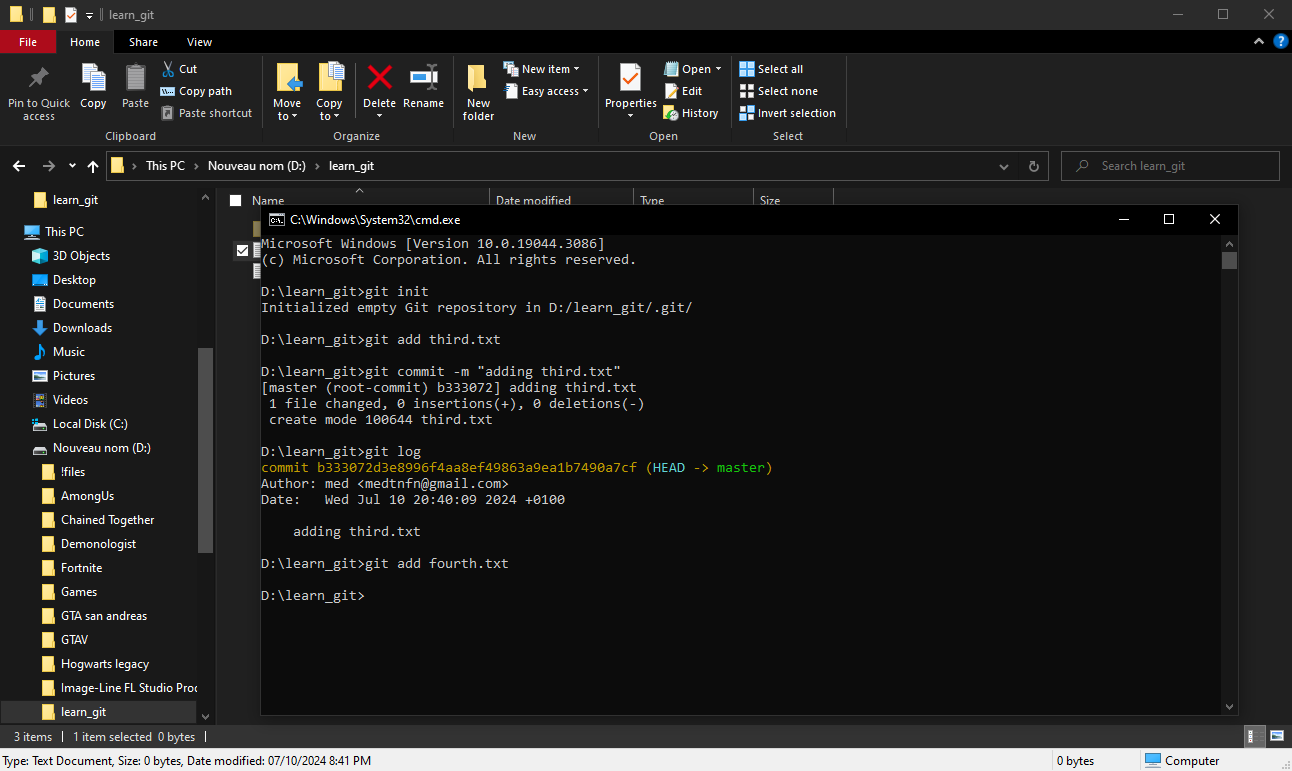 learn_git
File Home Share View
Pin to Quick access
Copy
Paste
Cut
Copy path
Paste shortcut
Clipboard
Move to
Copy to
Delete
Rename
Organize
New folder
New item
Easy access
New
Properties
Open
Edit
History
Open
Select all
Select none
Invert selection
Select
This PC > Nouveau nom (D:) > learn_git
Search learn_git
Name Date modified Type Size
learn_git
This PC
3D Objects
Desktop
Documents
Downloads
Music
Pictures
Videos
Local Disk (C:)
Nouveau nom (D:)
!files
AmongUs
Chained Together
Demonologist
Fortnite
Games
GTA san andreas
GTAV
Hogwarts legacy
Image-Line FL Studio Proc
learn_git
C:\Windows\System32\cmd.exe
Microsoft Windows [Version 10.0.19044.3086]
(c) Microsoft Corporation. All rights reserved.
D:\learn_git>git init
Initialized empty Git repository in D:/learn_git/.git/
D:\learn_git>git add third.txt
D:\learn_git>git commit -m "adding third.txt"
[master (root-commit) b333072] adding third.txt
1 file changed, 0 insertions(+), 0 deletions(-)
create mode 100644 third.txt
D:\learn_git>git log
commit b333072d3e8996f4aa8ef49863a9ea1b7490a7cf (HEAD -> master)
Author: med <medtnfn@gmail.com>
Date:   Wed Jul 10 20:40:09 2024 +0100
adding third.txt
D:\learn_git>git add fourth.txt
D:\learn_git>
3 items | 1 item selected 0 bytes |
Type: Text Document, Size: 0 bytes, Date modified: 07/10/2024 8:41 PM
0 bytes
Computer